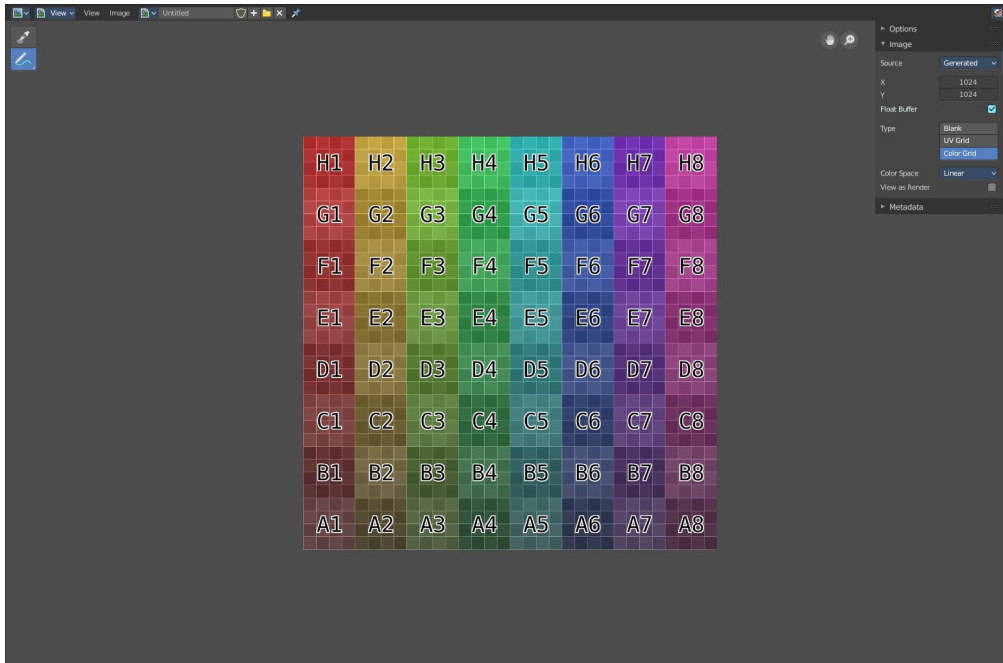 View View Image Untitled
Options
Image
Source Generated
X 1024
Y 1024
Float Buffer
Type Blank
UV Grid
Color Grid
Color Space Linear
View as Render
Metadata
H1 H2 H3 H4 H5 H6 H7 H8
G1 G2 G3 G4 G5 G6 G7 G8
F1 F2 F3 F4 F5 F6 F7 F8
E1 E2 E3 E4 E5 E6 E7 E8
D1 D2 D3 D4 D5 D6 D7 D8
C1 C2 C3 C4 C5 C6 C7 C8
B1 B2 B3 B4 B5 B6 B7 B8
A1 A2 A3 A4 A5 A6 A7 A8